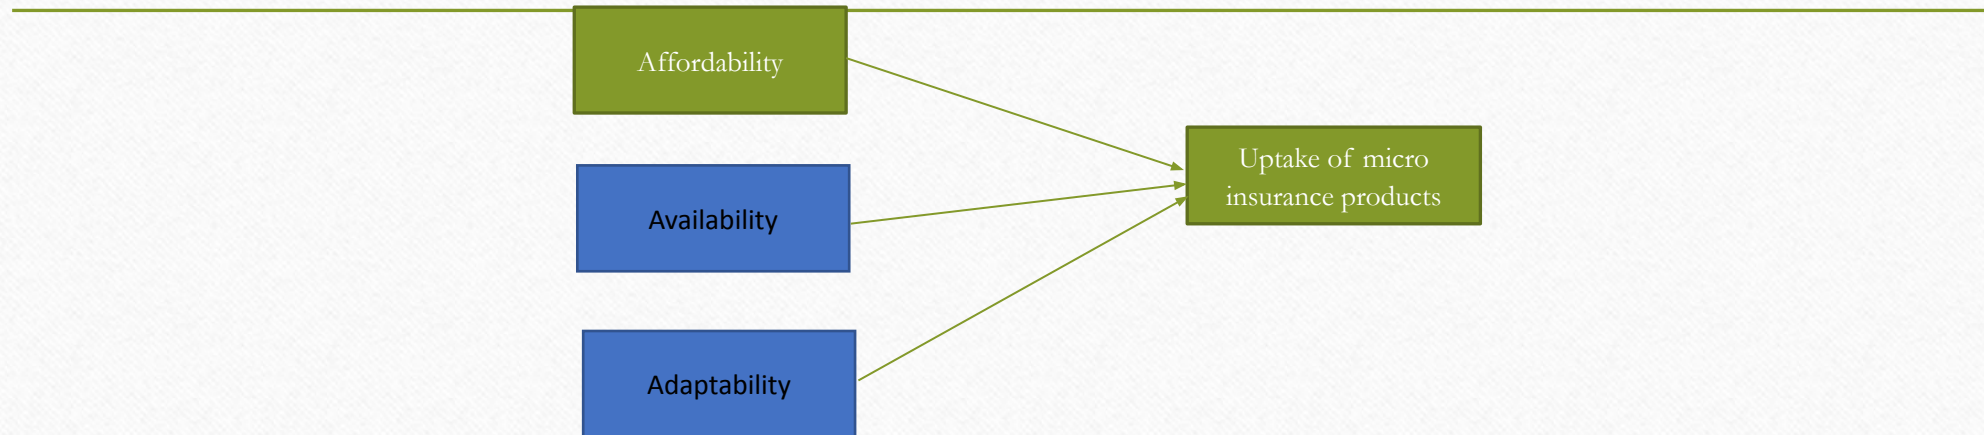 Affordability
Uptake of micro
insurance products
Availability
Adaptability